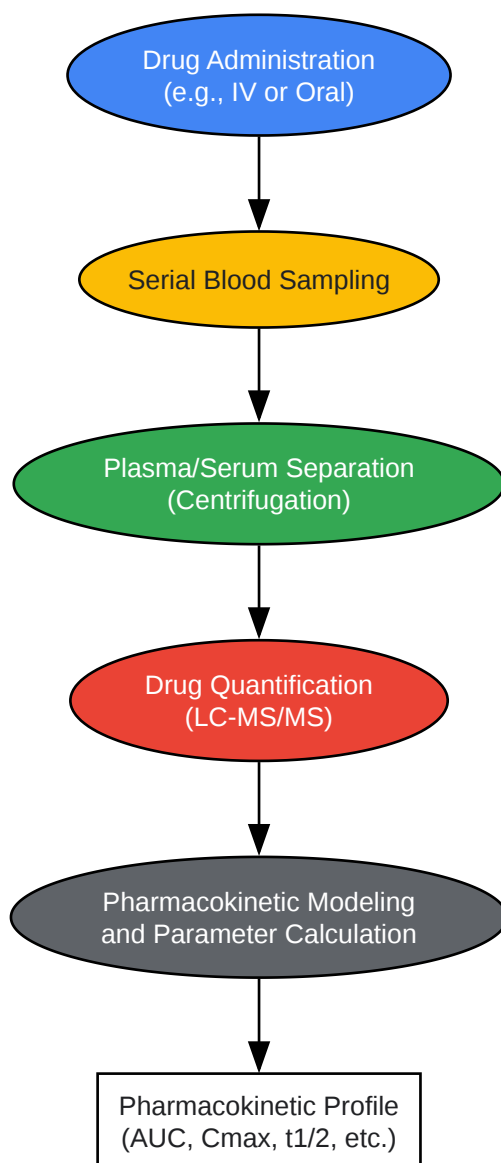 Drug Administration
(e.g., IV or Oral)
Serial Blood Sampling
Plasma/Serum Separation
(Centrifugation)
Drug Quantification
(LC-MS/MS)
Pharmacokinetic Modeling
and Parameter Calculation
Pharmacokinetic Profile
(AUC, Cmax, t1/2, etc.)